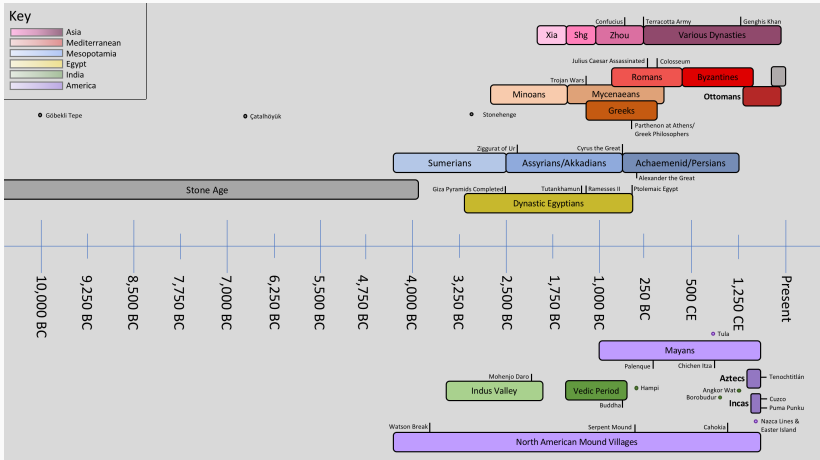 Key
Asia
Mediterranean
Mesopotamia
Egypt
India
America
Confucius
Terracotta Army
Genghis Khan
Xia
Shg
Zhou
Various Dynasties
Julius Caesar Assassinated
Colosseum
Trojan Wars
Romans
Byzantines
Minoans
Mycenaeans
Ottomans
Greeks
Göbekli Tepe
Çatalhöyük
Stonehenge
Parthenon at Athens/
Greek Philosophers
Ziggurat of Ur
Cyrus the Great
Sumerians
Assyrians/Akkadians
Achaemenid/Persians
Alexander the Great
Stone Age
Giza Pyramids Completed
Tutankhamun
Ramesses II
Ptolemaic Egypt
Dynastic Egyptians
10,000 BC
9,250 BC
8,500 BC
7,750 BC
7,000 BC
6,250 BC
5,500 BC
4,750 BC
4,000 BC
3,250 BC
2,500 BC
1,750 BC
1,000 BC
250 BC
500 CE
1,250 CE
Present
Tula
Mayans
Palenque
Chichen Itza
Aztecs
Tenochtitlán
Mohenjo Daro
Indus Valley
Vedic Period
Hampi
Angkor Wat
Borobudur
Buddha
Incas
Cuzco
Puma Punku
Nazca Lines &
Easter Island
Watson Break
Serpent Mound
Cahokia
North American Mound Villages